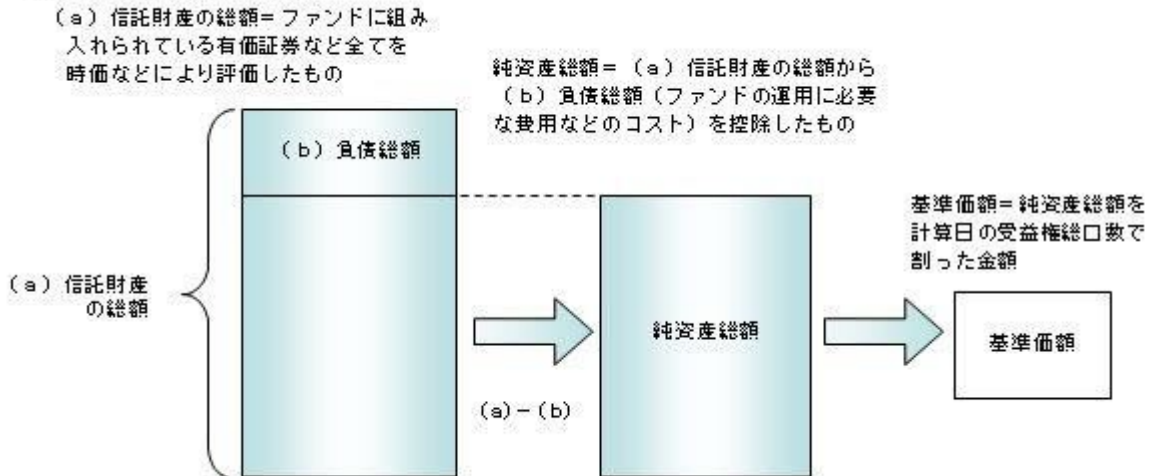 (a)信託財産の総額=ファンドに組み
入れられている有価証券など全てを
時価などにより評価したもの
純資産総額=(a)信託財産の総額から
(b)負債総額(ファンドの運用に必要
な費用などのコスト)を控除したもの
(b)負債総額
基準価額=純資産総額を
計算日の受益権総口数で
割った金額
(a)信託財産
の総額
純資産総額
基準価額
(a)-(b)